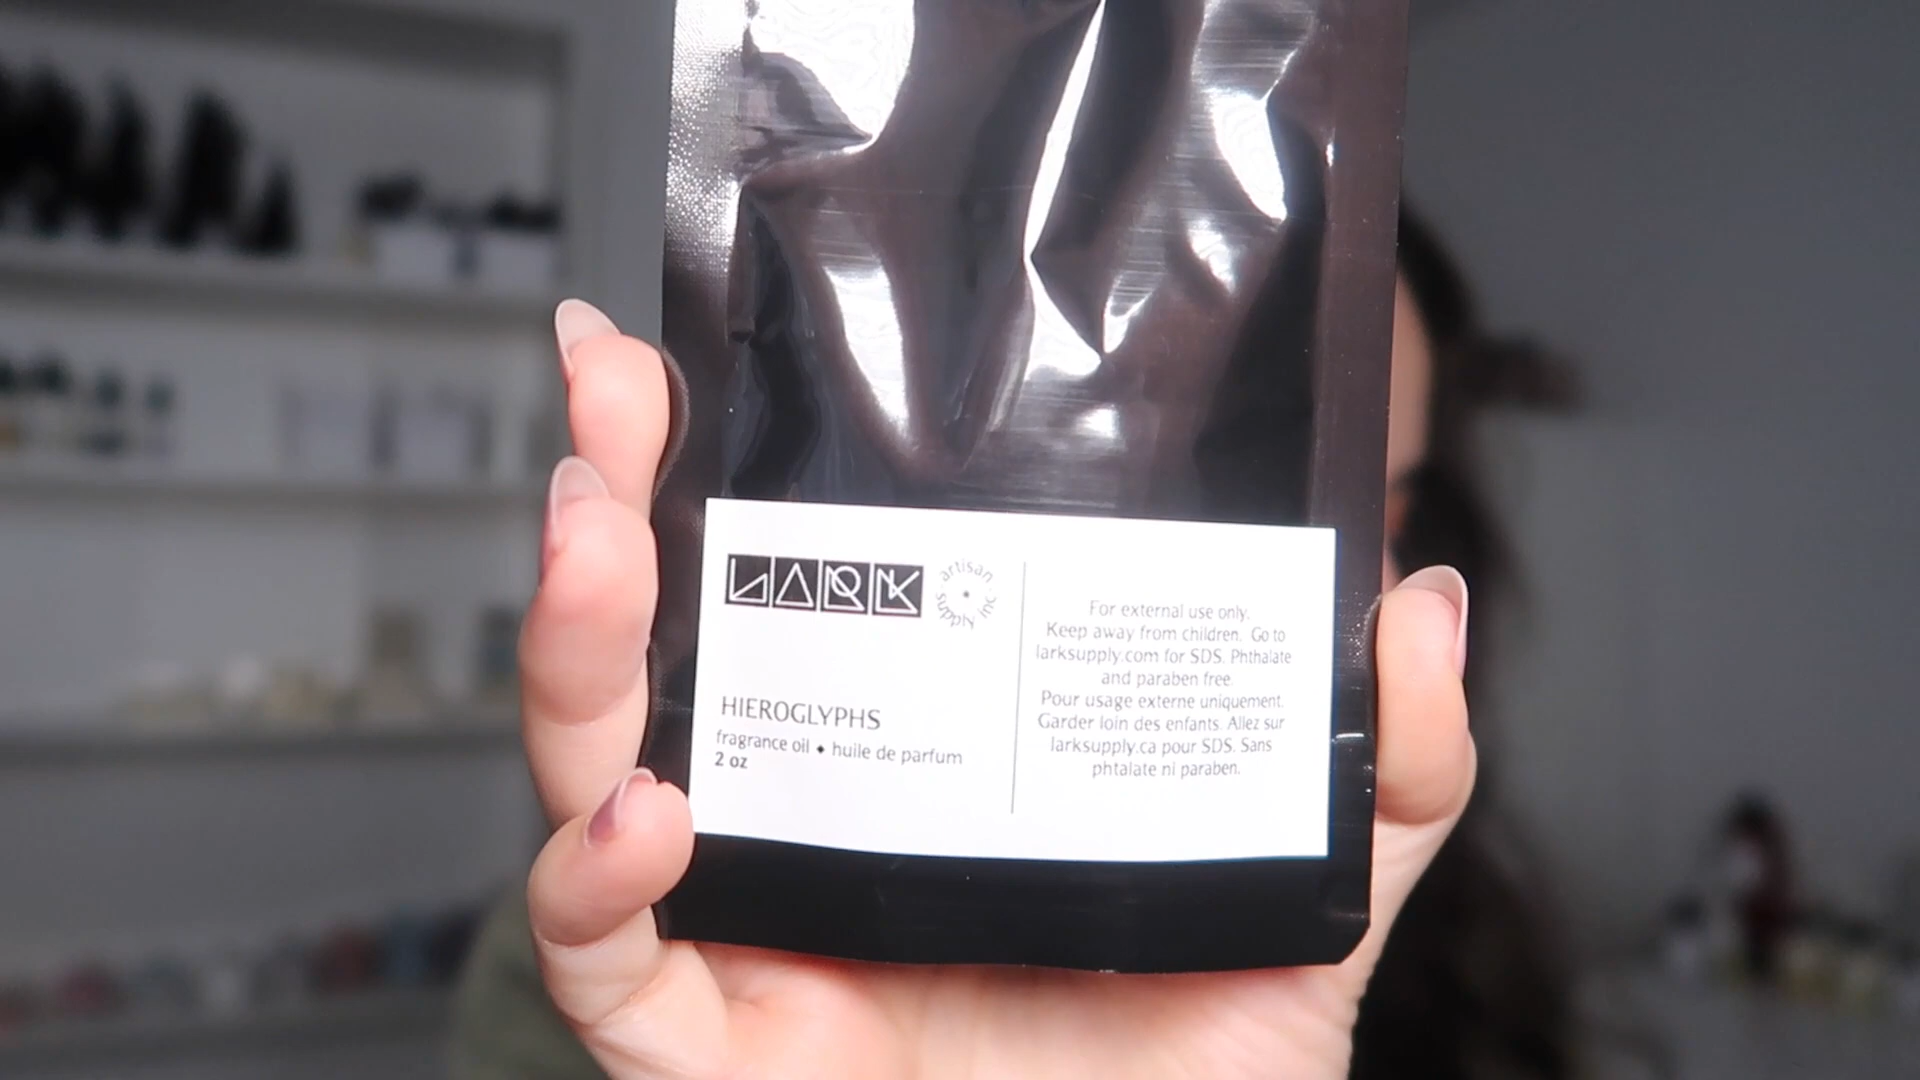 LARK
artisan supply inc
HIEROGLYPHS
fragrance oil ◆ huile de parfum
2 oz
For external use only.
Keep away from children. Go to
larksupply.com for SDS. Phthalate
and paraben free.
Pour usage externe uniquement.
Garder loin des enfants. Allez sur
larksupply.ca pour SDS. Sans
phtalate ni paraben.